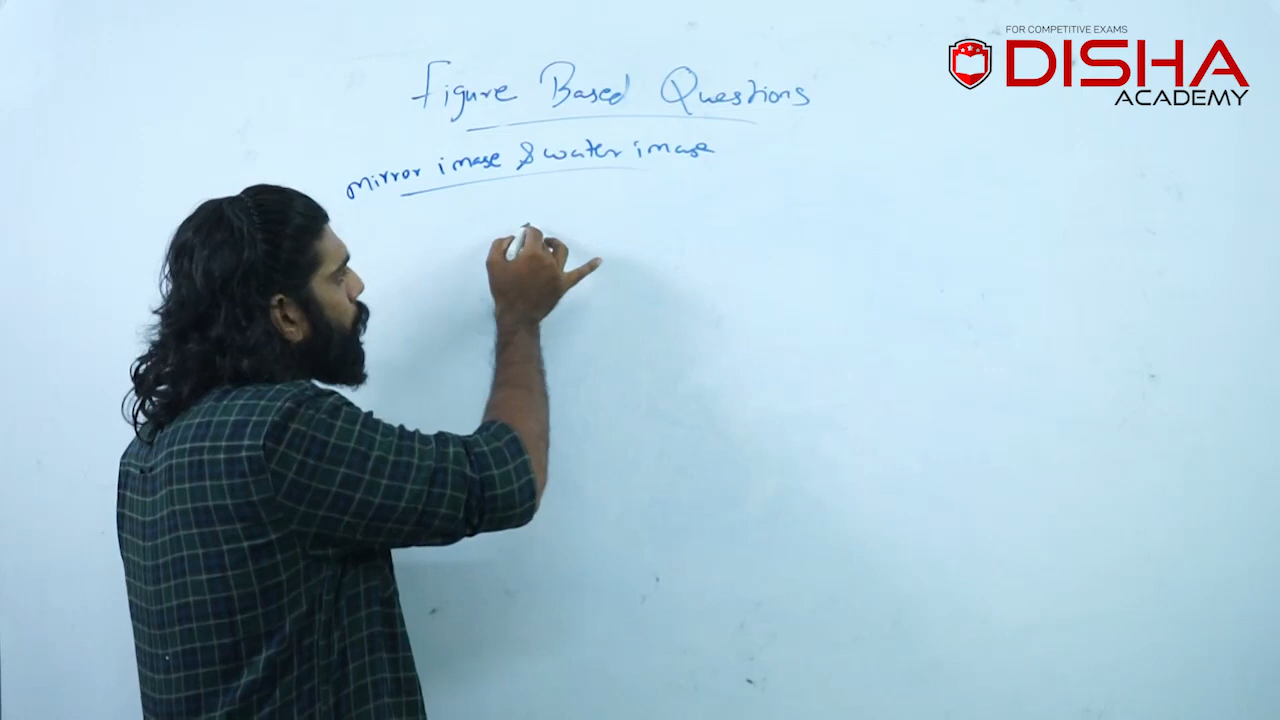 FOR COMPETITIVE EXAMS
DISHA
ACADEMY
Figure Based Questions
mirror image & water image